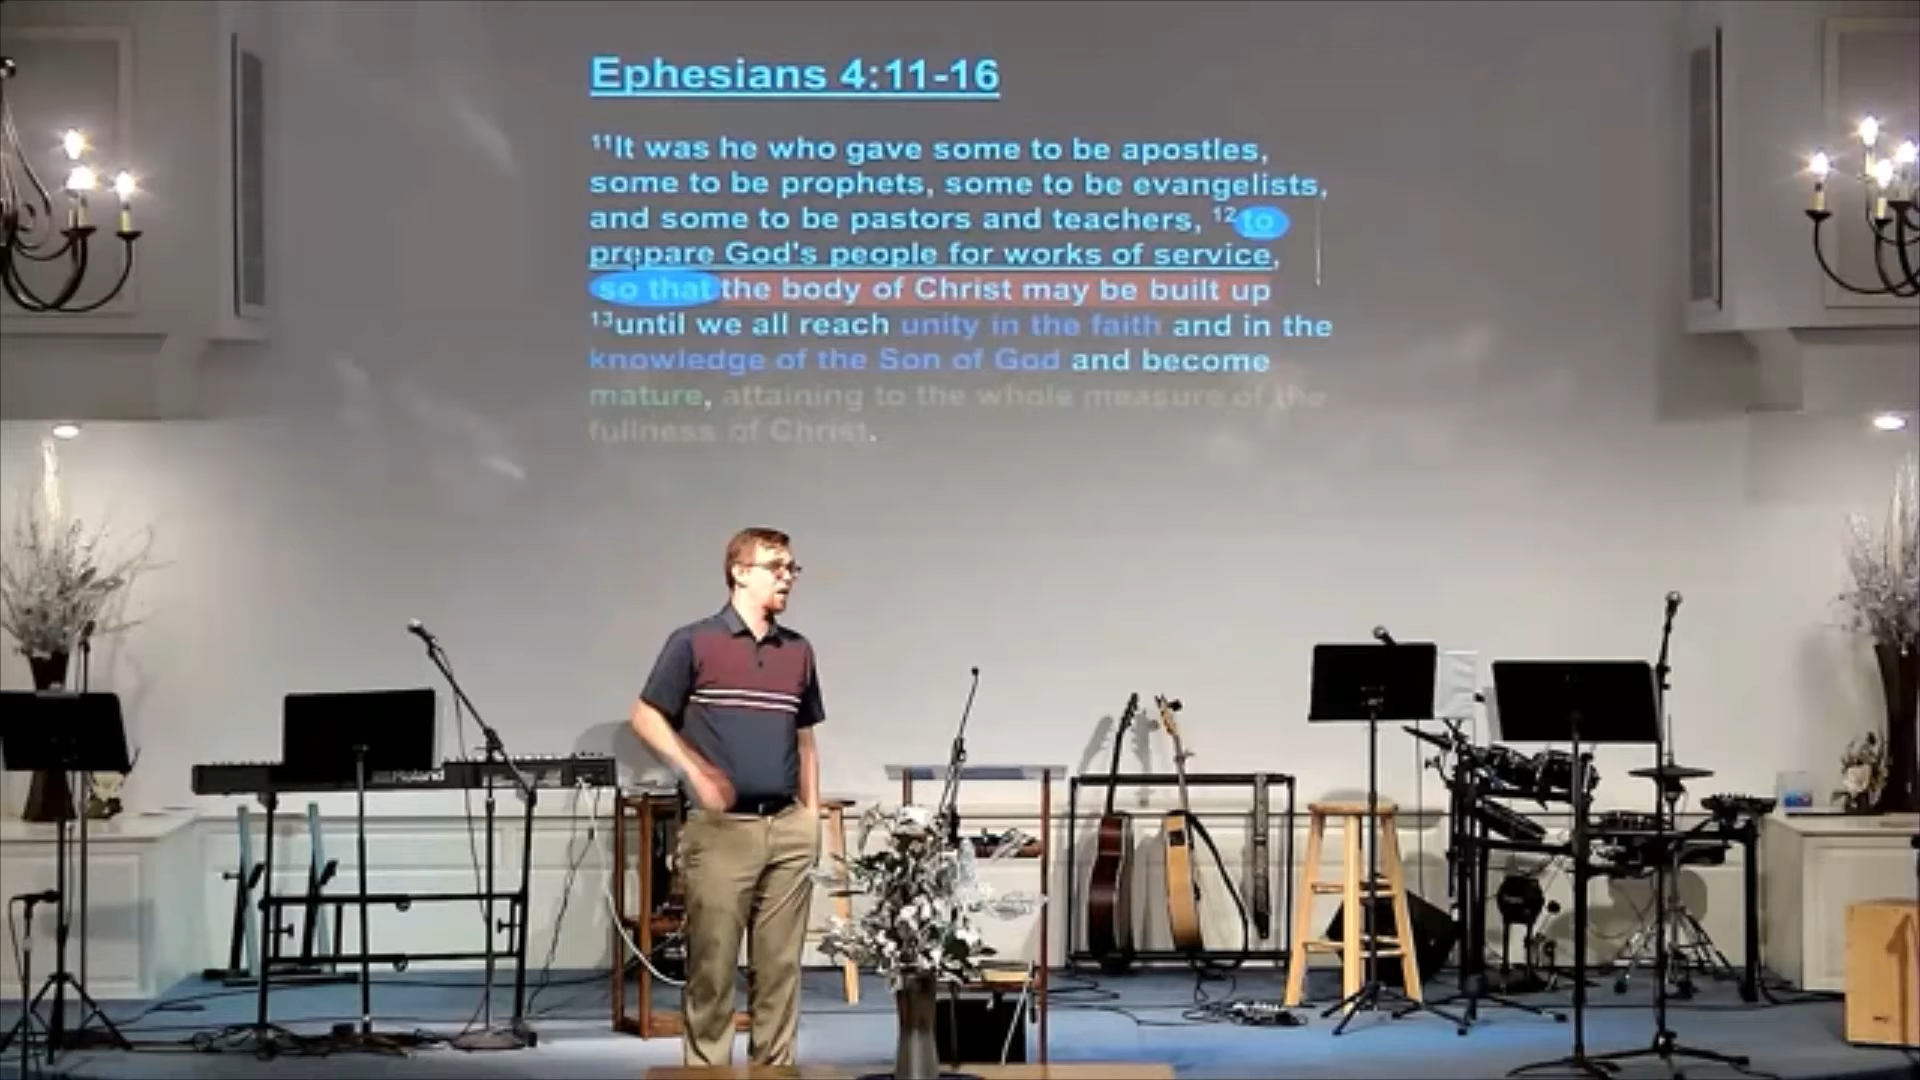 Ephesians 4:11-16
¹¹It was he who gave some to be apostles,
some to be prophets, some to be evangelists,
and some to be pastors and teachers, ¹²to
prepare God's people for works of service,
so that the body of Christ may be built up
¹³until we all reach unity in the faith and in the
knowledge of the Son of God and become
mature, attaining to the whole measure of the
fullness of Christ.
Roland